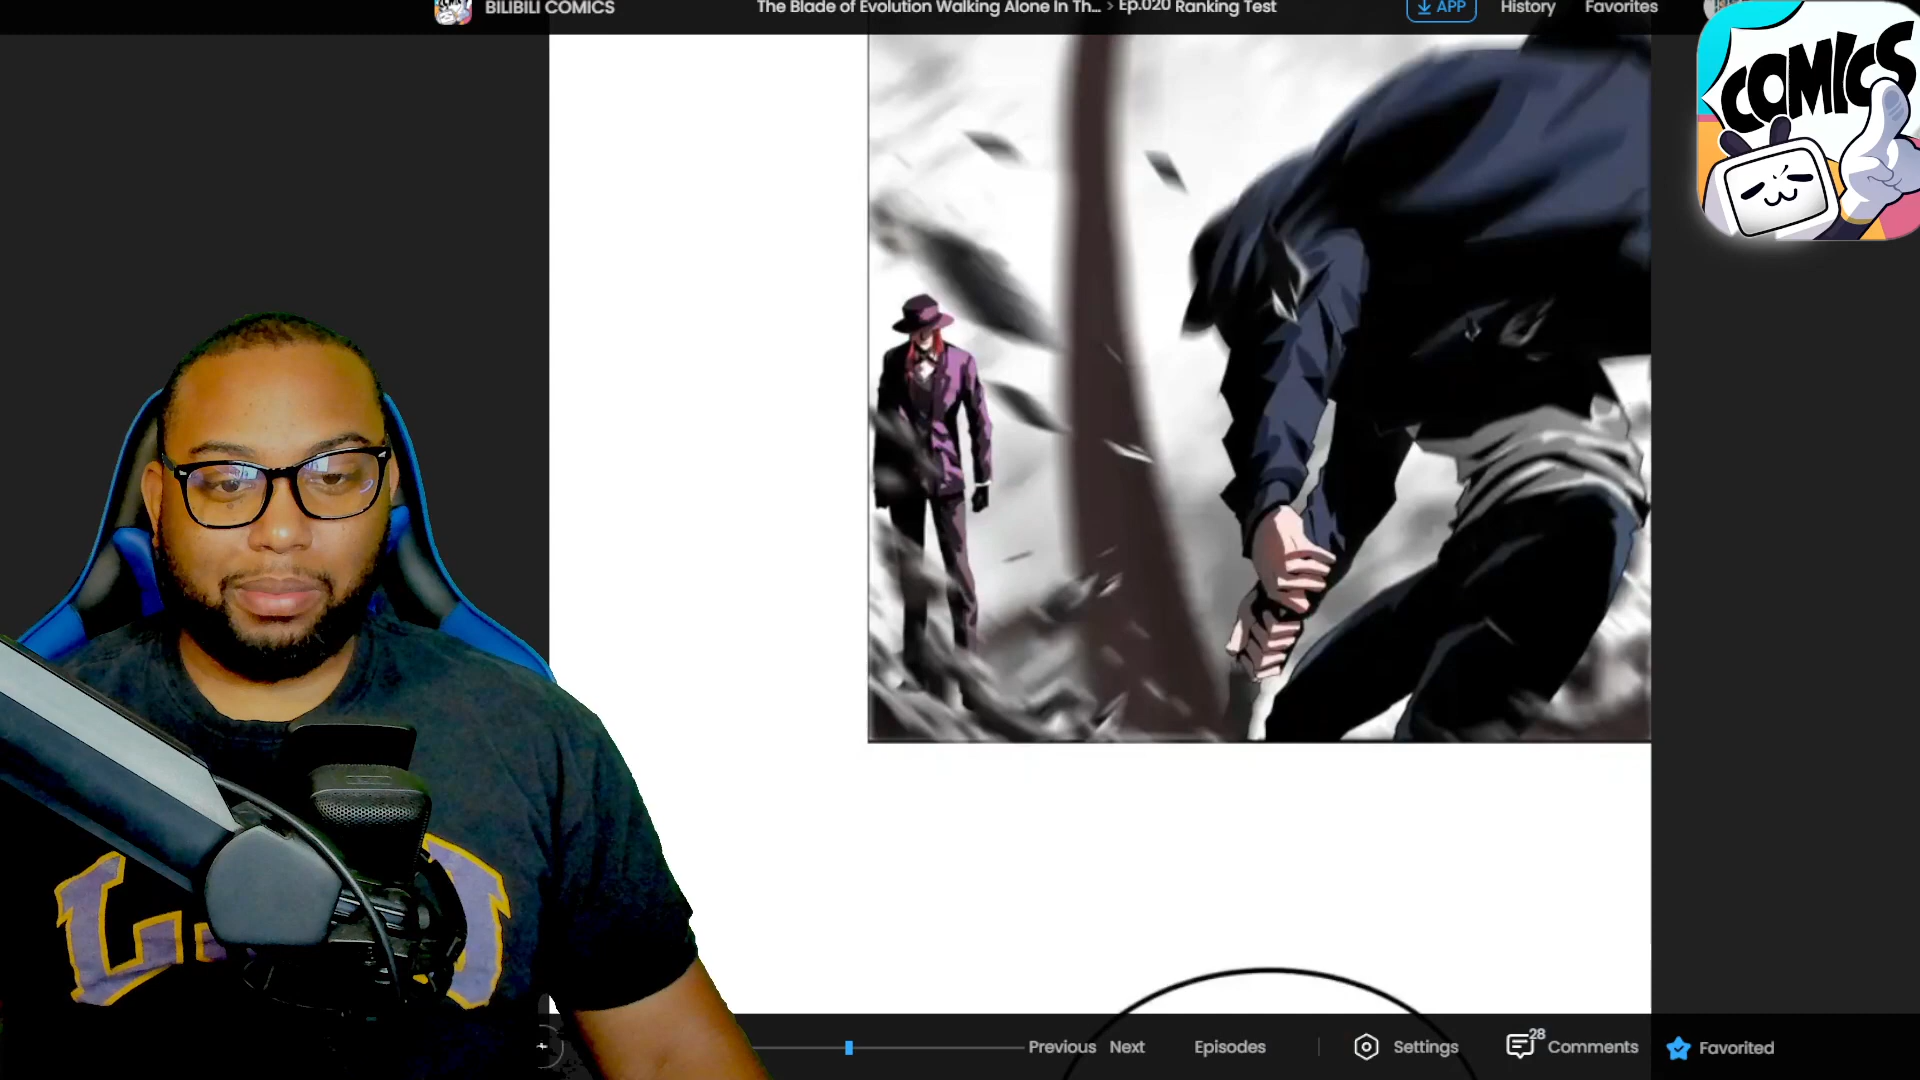 BILIBILI COMICS
The Blade of Evolution Walking Alone In Th... > Ep.020 Ranking Test
APP
History
Favorites
COMICS
Previous
Next
Episodes
Settings
28
Comments
Favorited